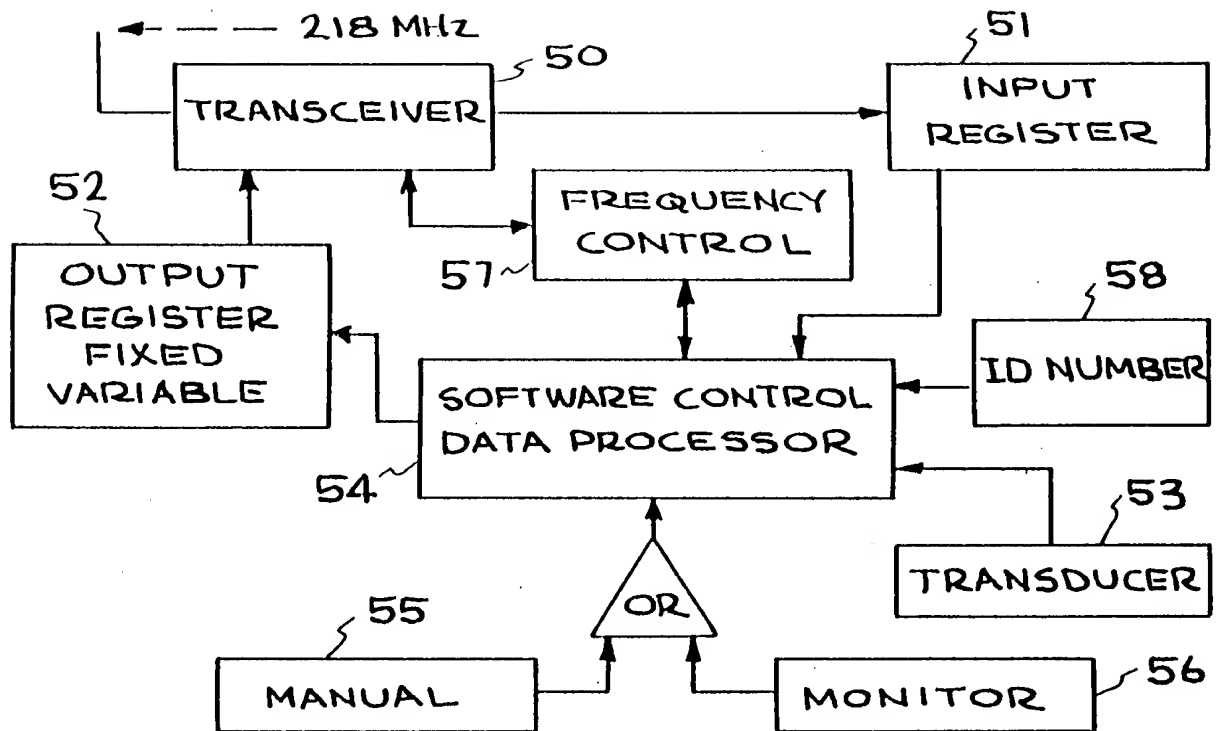 218 MHz
50
TRANSCEIVER
51
INPUT
REGISTER
52
OUTPUT
REGISTER
FIXED
VARIABLE
FREQUENCY
CONTROL
57
58
ID NUMBER
SOFTWARE CONTROL
DATA PROCESSOR
54
53
TRANSDUCER
OR
55
MANUAL
MONITOR
56